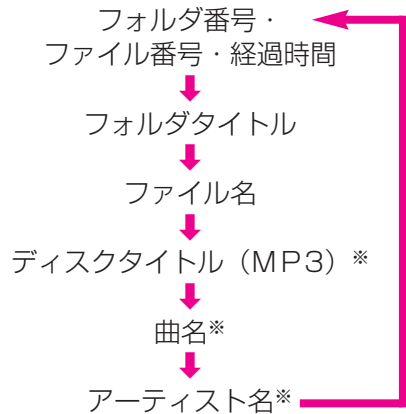 フォルダ番号・
ファイル番号・経過時間
フォルダタイトル
ファイル名
ディスクタイトル（MP3）※
曲名※
アーティスト名※